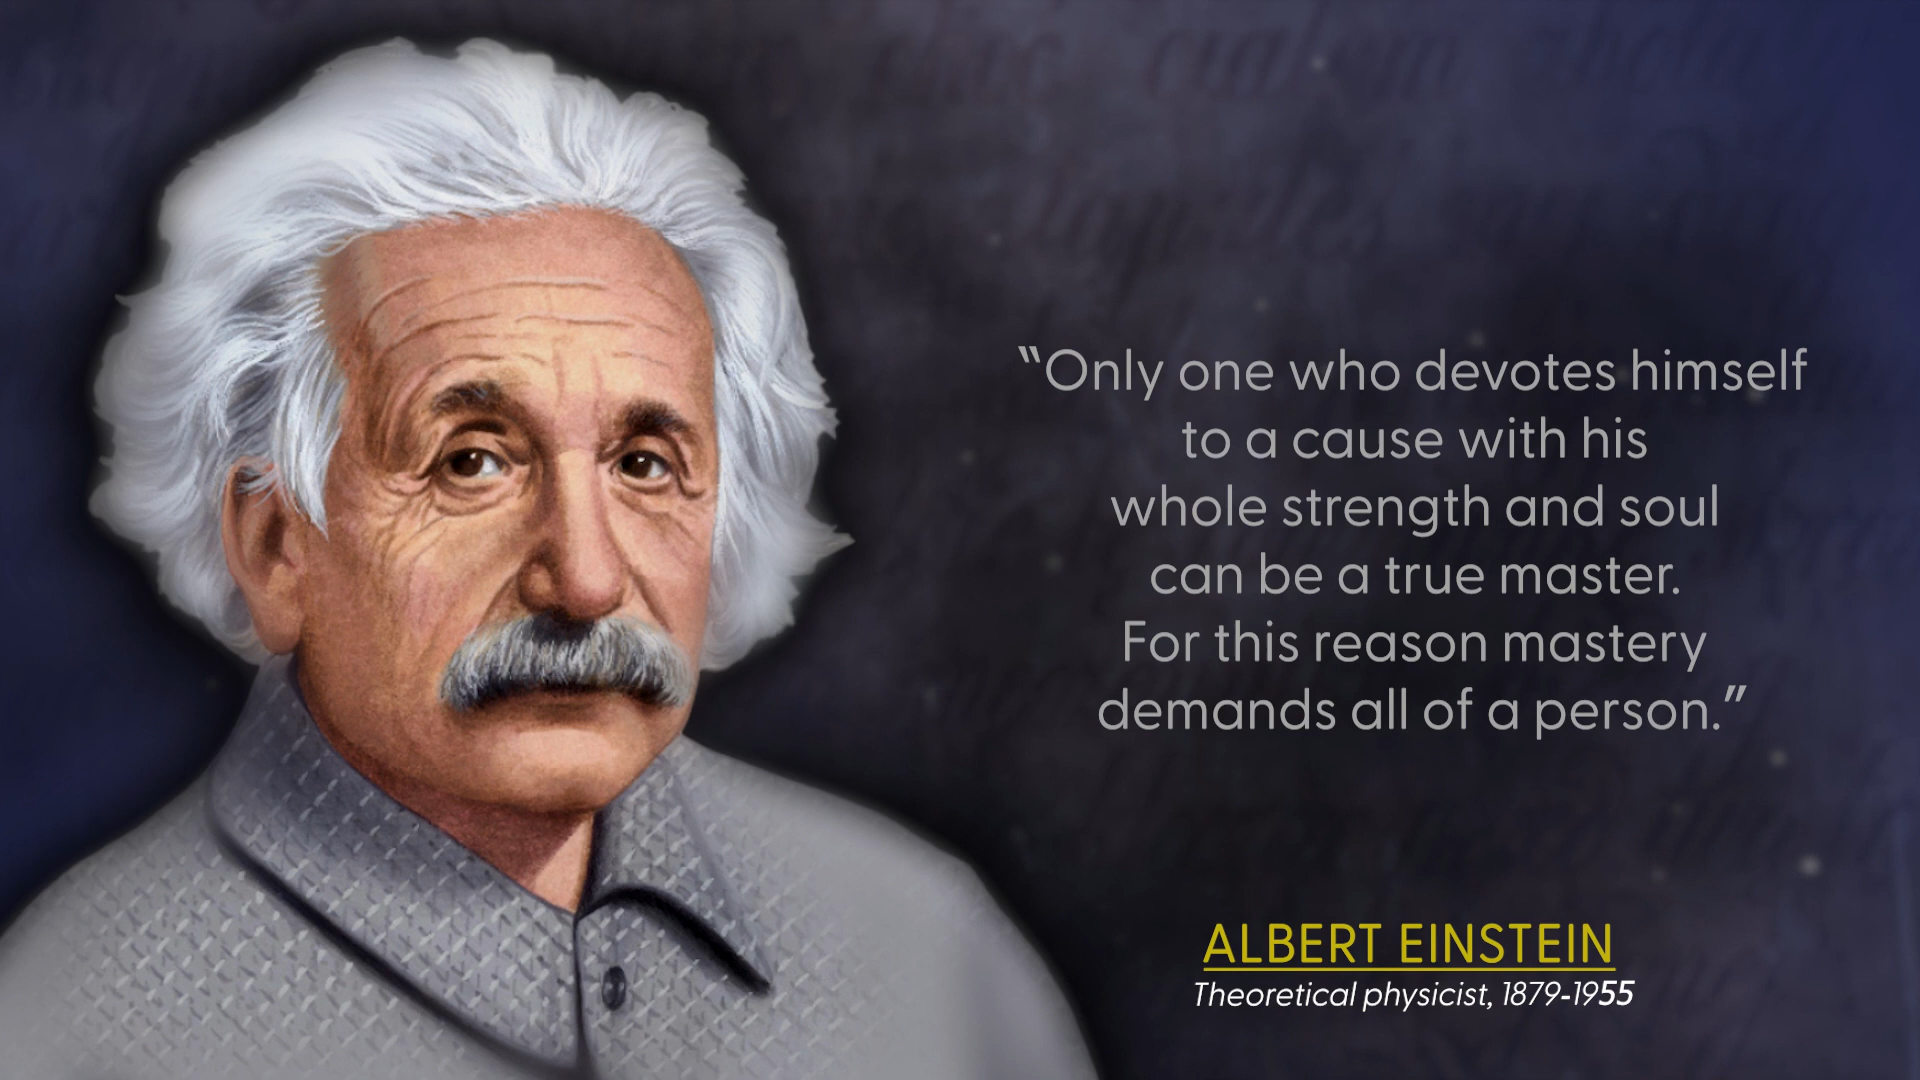 “Only one who devotes himself
to a cause with his
whole strength and soul
can be a true master.
For this reason mastery
demands all of a person.”
ALBERT EINSTEIN
Theoretical physicist, 1879-1955